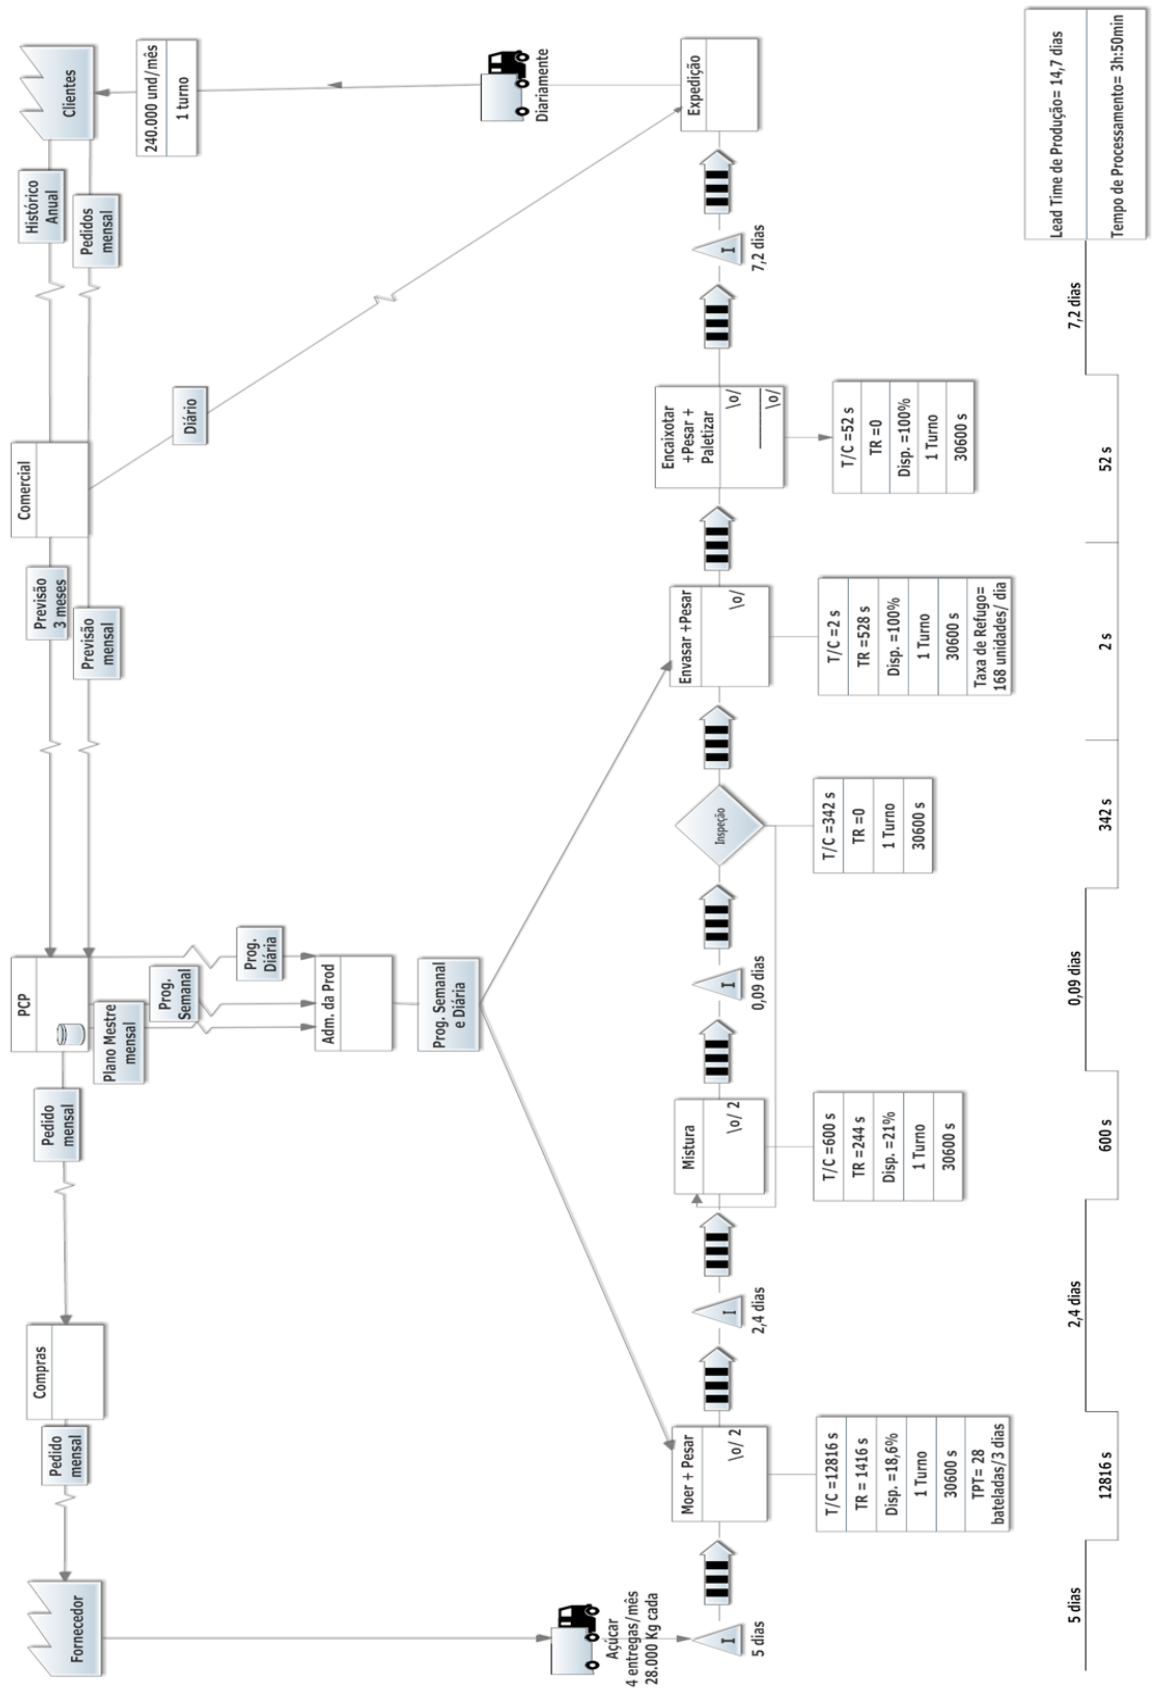 Fornecedor
Pedido
mensal
Compras
Pedido
mensal
PCP
Previsão
3 meses
Previsão
mensal
Comercial
Histórico
Anual
Pedidos
mensal
Clientes
240.000 und/mês
1 turno
Plano Mestre
mensal
Prog.
Semanal
Prog.
Diária
Diário
Adm. da Prod
Prog. Semanal
e Diária
Diariamente
Açúcar
4 entregas/mês
28.000 Kg cada
I
5 dias
Moer + Pesar
\o/ 2
I
2,4 dias
Mistura
\o/ 2
I
0,09 dias
Inspeção
Envasar +Pesar
\o/
Encaixotar
+Pesar +
Paletizar
\o/
\o/
I
7,2 dias
Expedição
T/C =12816 s
TR = 1416 s
Disp. =18,6%
1 Turno
30600 s
TPT= 28
bateladas/3 dias
T/C =600 s
TR =244 s
Disp. =21%
1 Turno
30600 s
T/C =342 s
TR =0
1 Turno
30600 s
T/C =2 s
TR =528 s
Disp. =100%
1 Turno
30600 s
Taxa de Refugo=
168 unidades/ dia
T/C =52 s
TR =0
Disp. =100%
1 Turno
30600 s
5 dias
12816 s
2,4 dias
600 s
0,09 dias
342 s
2 s
52 s
7,2 dias
Lead Time de Produção= 14,7 dias
Tempo de Processamento= 3h:50min